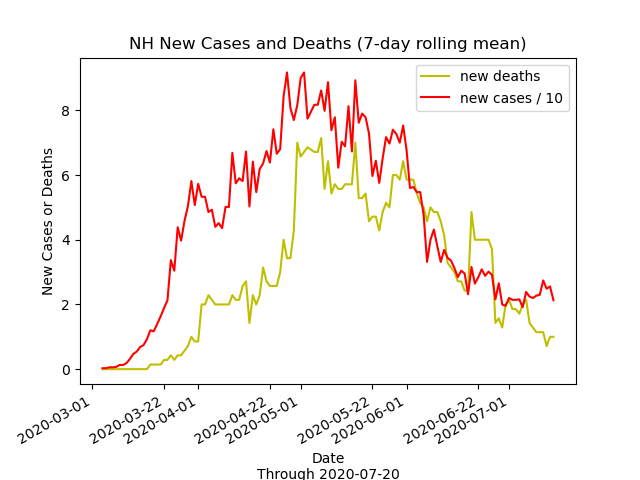 NH New Cases and Deaths (7-day rolling mean)
new deaths
new cases / 10
New Cases or Deaths
8
6
4
2
0
2020-03-01
2020-03-22
2020-04-01
2020-04-22
2020-05-01
2020-05-22
2020-06-01
2020-06-22
2020-07-01
Date
Through 2020-07-20